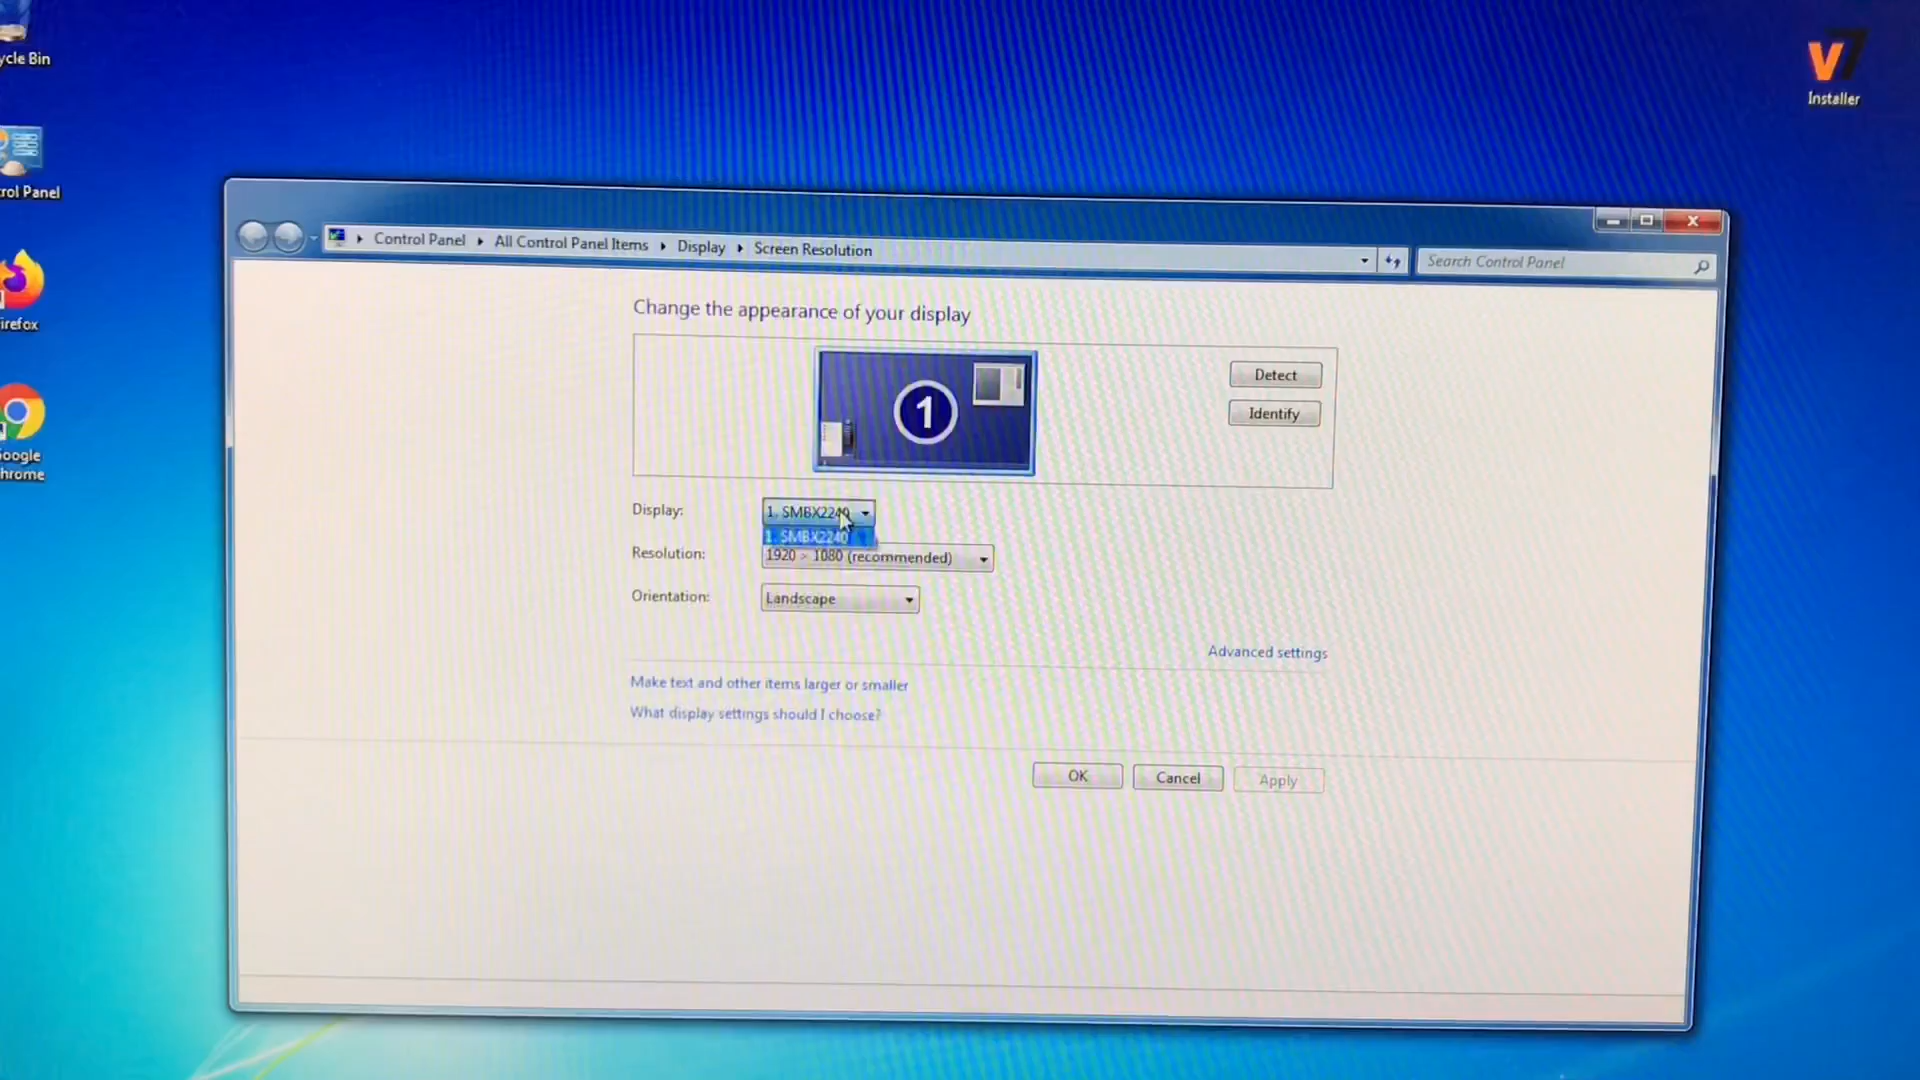 ycle Bin
V7
Installer
rol Panel
irefox
oogle
hrome
Control Panel
All Control Panel Items
Display
Screen Resolution
Search Control Panel
Change the appearance of your display
1
Detect
Identify
Display:
1. SMBX2240
1. SMBX2240
Resolution:
1920 × 1080 (recommended)
Orientation:
Landscape
Advanced settings
Make text and other items larger or smaller
What display settings should I choose?
OK
Cancel
Apply